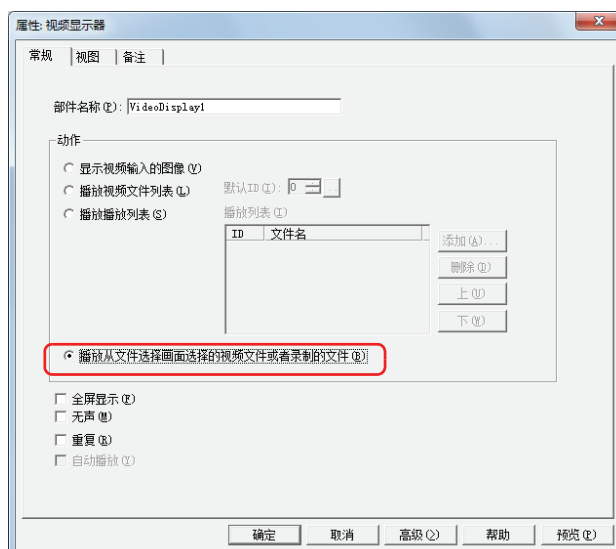 属性: 视频显示器
常规 视图 备注
部件名称(P): VideoDisplay1
动作
显示视频输入的图像(V)
播放视频文件列表(L) 默认ID(I): 0 ...
播放播放列表(S) 播放列表(I)
ID 文件名
添加(A)...
删除(D)
上(U)
下(W)
播放从文件选择画面选择的视频文件或者录制的文件(B)
全屏显示(F)
无声(M)
重复(R)
自动播放(Y)
确定 取消 高级(>) 帮助 预览(P)